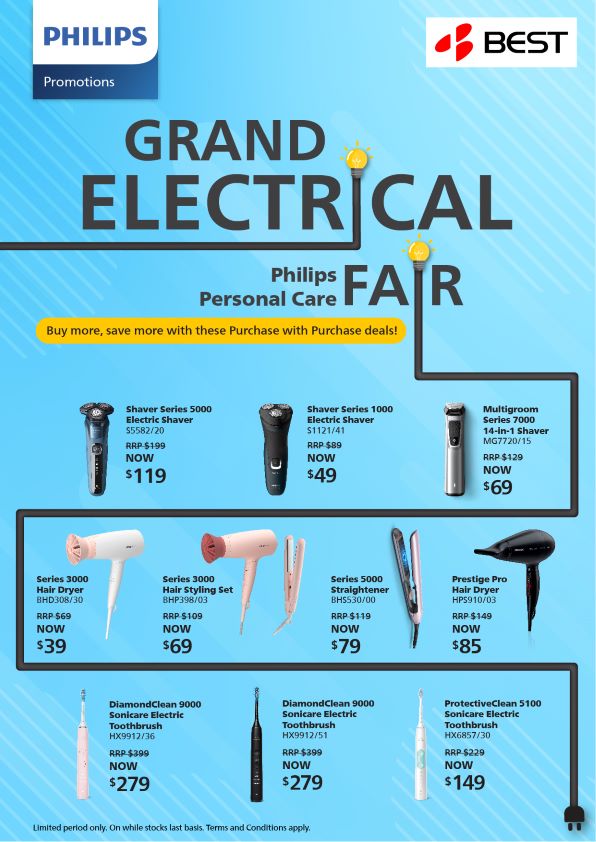 PHILIPS
Promotions
BEST
GRAND
ELECTRICAL
Philips
Personal Care
FAIR
Buy more, save more with these Purchase with Purchase deals!
Shaver Series 5000
Electric Shaver
S5582/20
RRP $199
NOW
$119
Shaver Series 1000
Electric Shaver
S1121/41
RRP $89
NOW
$49
Multigroom
Series 7000
14-in-1 Shaver
MG7720/15
RRP $129
NOW
$69
Series 3000
Hair Dryer
BHD308/30
RRP $69
NOW
$39
Series 3000
Hair Styling Set
BHP398/03
RRP $109
NOW
$69
Series 5000
Straightener
BHS530/00
RRP $119
NOW
$79
Prestige Pro
Hair Dryer
HPS910/03
RRP $149
NOW
$85
DiamondClean 9000
Sonicare Electric
Toothbrush
HX9912/36
RRP $399
NOW
$279
DiamondClean 9000
Sonicare Electric
Toothbrush
HX9912/51
RRP $399
NOW
$279
ProtectiveClean 5100
Sonicare Electric
Toothbrush
HX6857/30
RRP $229
NOW
$149
Limited period only. On while stocks last basis. Terms and Conditions apply.